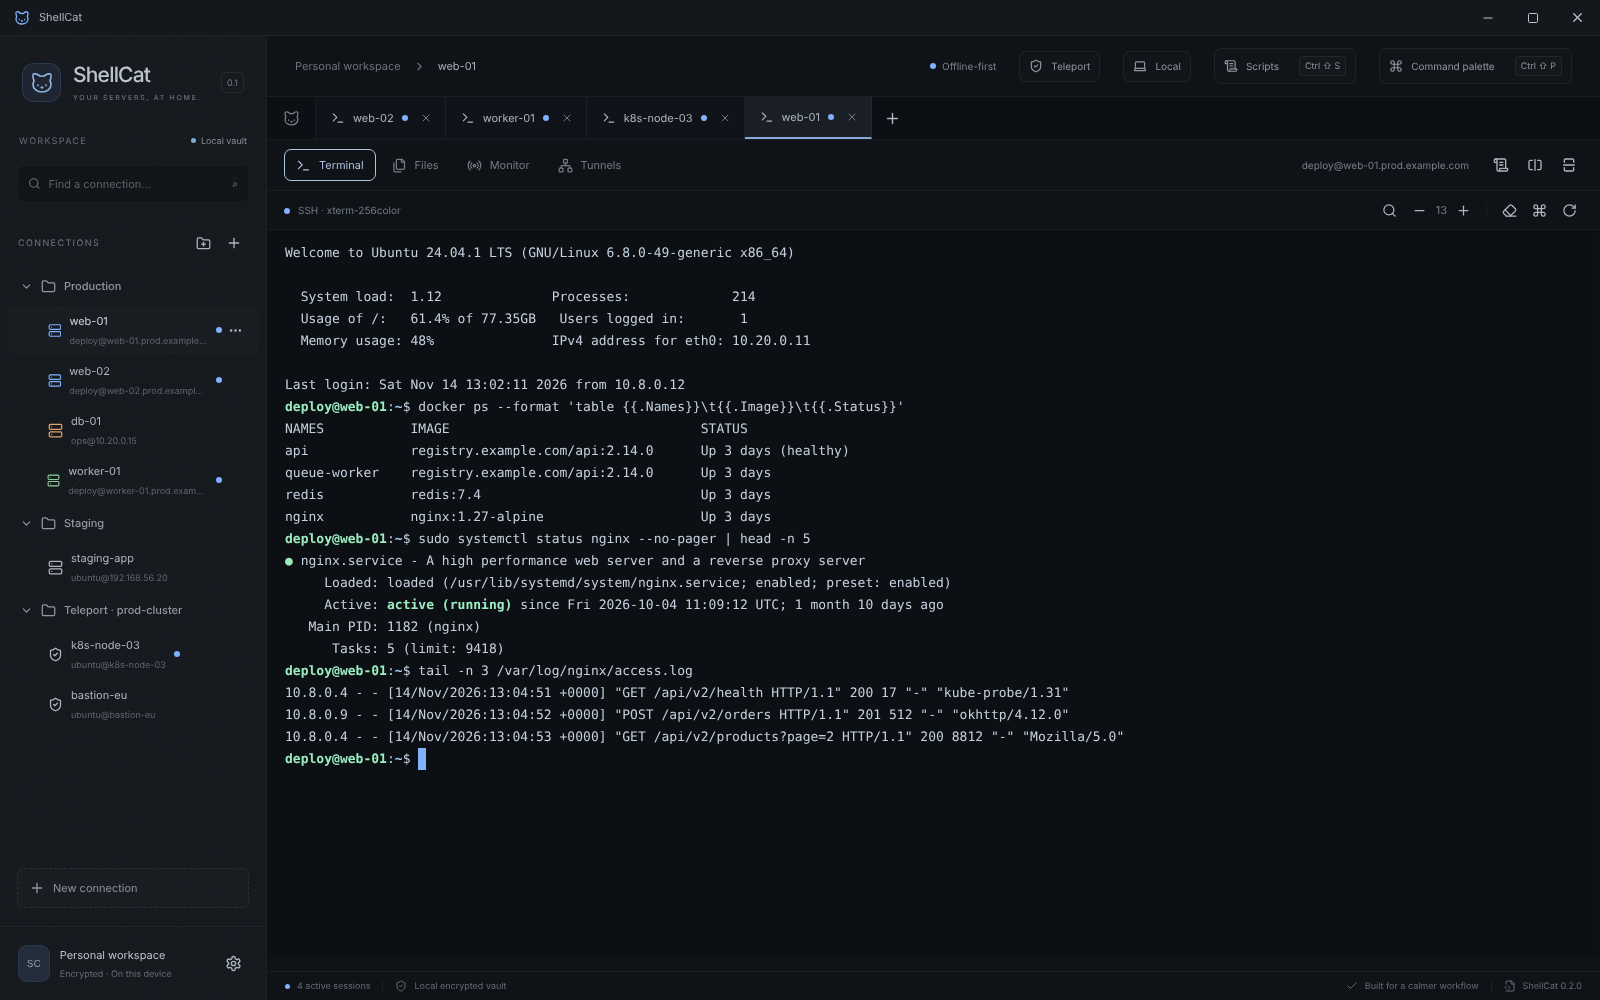 ShellCat
ShellCat
0.1
YOUR SERVERS, AT HOME.
WORKSPACE
Local vault
Find a connection...
CONNECTIONS
Production
web-01
deploy@web-01.prod.example...
web-02
deploy@web-02.prod.exampl...
db-01
ops@10.20.0.15
worker-01
deploy@worker-01.prod.exam...
Staging
staging-app
ubuntu@192.168.56.20
Teleport · prod-cluster
k8s-node-03
ubuntu@k8s-node-03
bastion-eu
ubuntu@bastion-eu
New connection
SC
Personal workspace
Encrypted · On this device
Personal workspace > web-01
Offline-first
Teleport
Local
Scripts Ctrl ⇧ S
Command palette Ctrl ⇧ P
web-02
worker-01
k8s-node-03
web-01
Terminal
Files
Monitor
Tunnels
deploy@web-01.prod.example.com
SSH · xterm-256color
13
Welcome to Ubuntu 24.04.1 LTS (GNU/Linux 6.8.0-49-generic x86_64)
System load:  1.12              Processes:             214
Usage of /:   61.4% of 77.35GB   Users logged in:       1
Memory usage: 48%               IPv4 address for eth0: 10.20.0.11
Last login: Sat Nov 14 13:02:11 2026 from 10.8.0.12
deploy@web-01:~$ docker ps --format 'table {{.Names}}\t{{.Image}}\t{{.Status}}'
NAMES           IMAGE                                STATUS
api             registry.example.com/api:2.14.0      Up 3 days (healthy)
queue-worker    registry.example.com/api:2.14.0      Up 3 days
redis           redis:7.4                            Up 3 days
nginx           nginx:1.27-alpine                    Up 3 days
deploy@web-01:~$ sudo systemctl status nginx --no-pager | head -n 5
● nginx.service - A high performance web server and a reverse proxy server
Loaded: loaded (/usr/lib/systemd/system/nginx.service; enabled; preset: enabled)
Active: active (running) since Fri 2026-10-04 11:09:12 UTC; 1 month 10 days ago
Main PID: 1182 (nginx)
Tasks: 5 (limit: 9418)
deploy@web-01:~$ tail -n 3 /var/log/nginx/access.log
10.8.0.4 - - [14/Nov/2026:13:04:51 +0000] "GET /api/v2/health HTTP/1.1" 200 17 "-" "kube-probe/1.31"
10.8.0.9 - - [14/Nov/2026:13:04:52 +0000] "POST /api/v2/orders HTTP/1.1" 201 512 "-" "okhttp/4.12.0"
10.8.0.4 - - [14/Nov/2026:13:04:53 +0000] "GET /api/v2/products?page=2 HTTP/1.1" 200 8812 "-" "Mozilla/5.0"
deploy@web-01:~$
4 active sessions
Local encrypted vault
Built for a calmer workflow
ShellCat 0.2.0